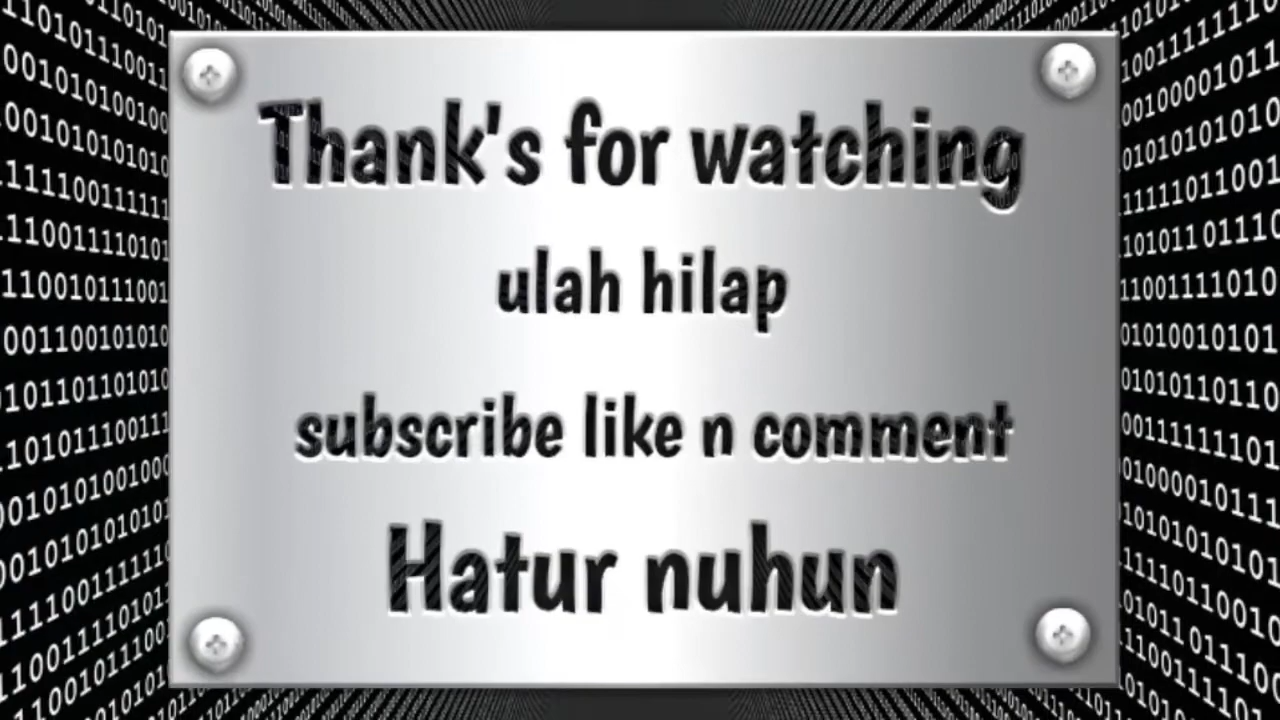 Thank's for watching
ulah hilap
subscribe like n comment
Hatur nuhun